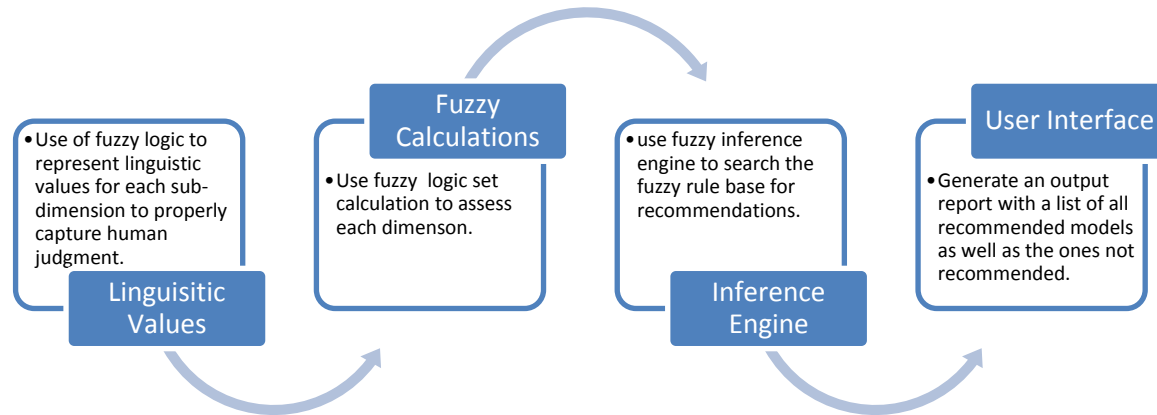 •Use of fuzzy logic to
represent linguistic
values for each sub-
dimension to properly
capture human
judgment.
Linguisitic
Values
Fuzzy
Calculations
•Use fuzzy logic set
calculation to assess
each dimenson.
•use fuzzy inference
engine to search the
fuzzy rule base for
recommendations.
Inference
Engine
User Interface
•Generate an output
report with a list of all
recommended models
as well as the ones not
recommended.